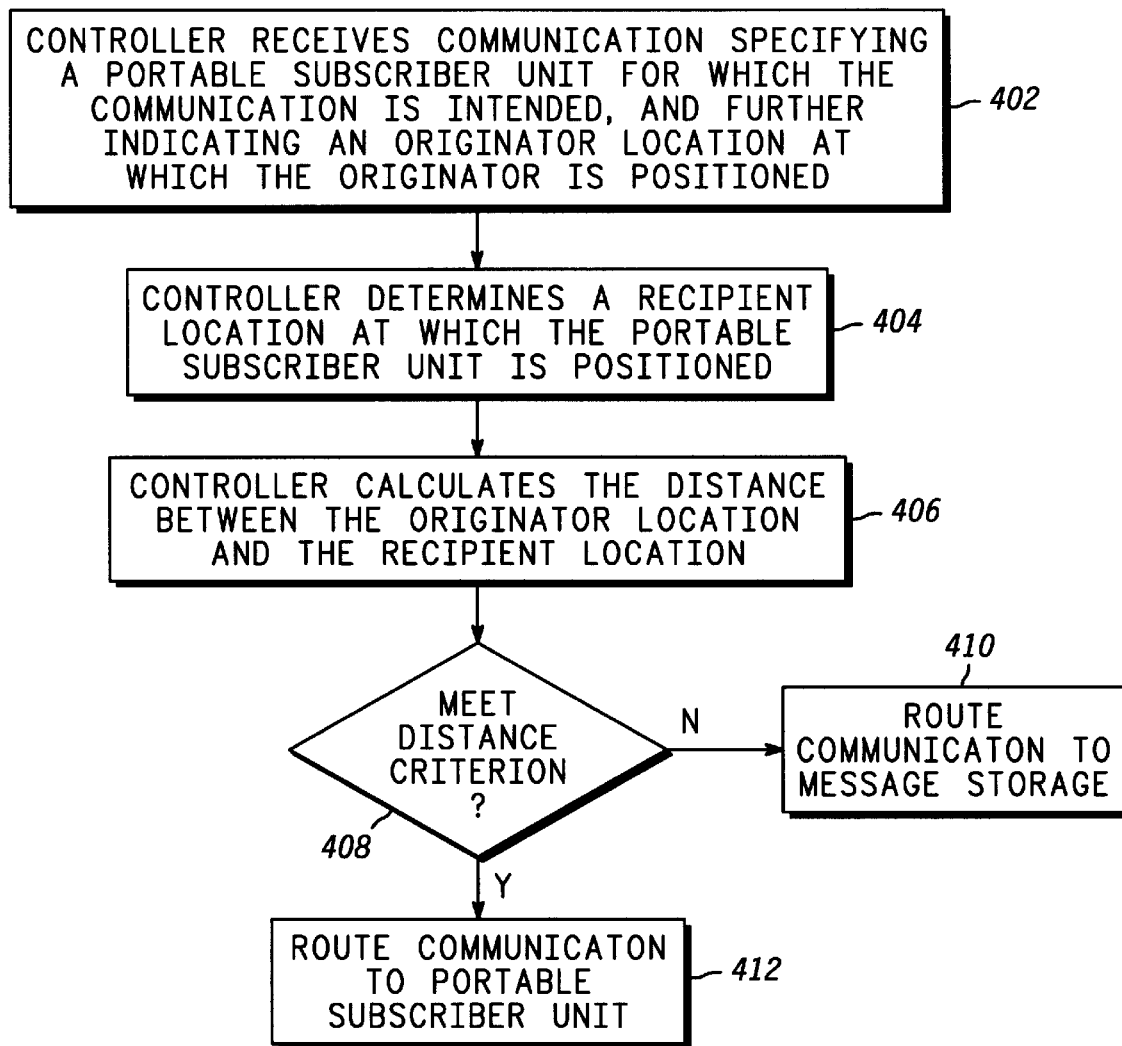 CONTROLLER RECEIVES COMMUNICATION SPECIFYING
A PORTABLE SUBSCRIBER UNIT FOR WHICH THE
COMMUNICATION IS INTENDED, AND FURTHER
INDICATING AN ORIGINATOR LOCATION AT
WHICH THE ORIGINATOR IS POSITIONED
402
CONTROLLER DETERMINES A RECIPIENT
LOCATION AT WHICH THE PORTABLE
SUBSCRIBER UNIT IS POSITIONED
404
CONTROLLER CALCULATES THE DISTANCE
BETWEEN THE ORIGINATOR LOCATION
AND THE RECIPIENT LOCATION
406
MEET
DISTANCE
CRITERION
?
408
N
410
ROUTE
COMMUNICATON TO
MESSAGE STORAGE
Y
ROUTE COMMUNICATON
TO PORTABLE
SUBSCRIBER UNIT
412